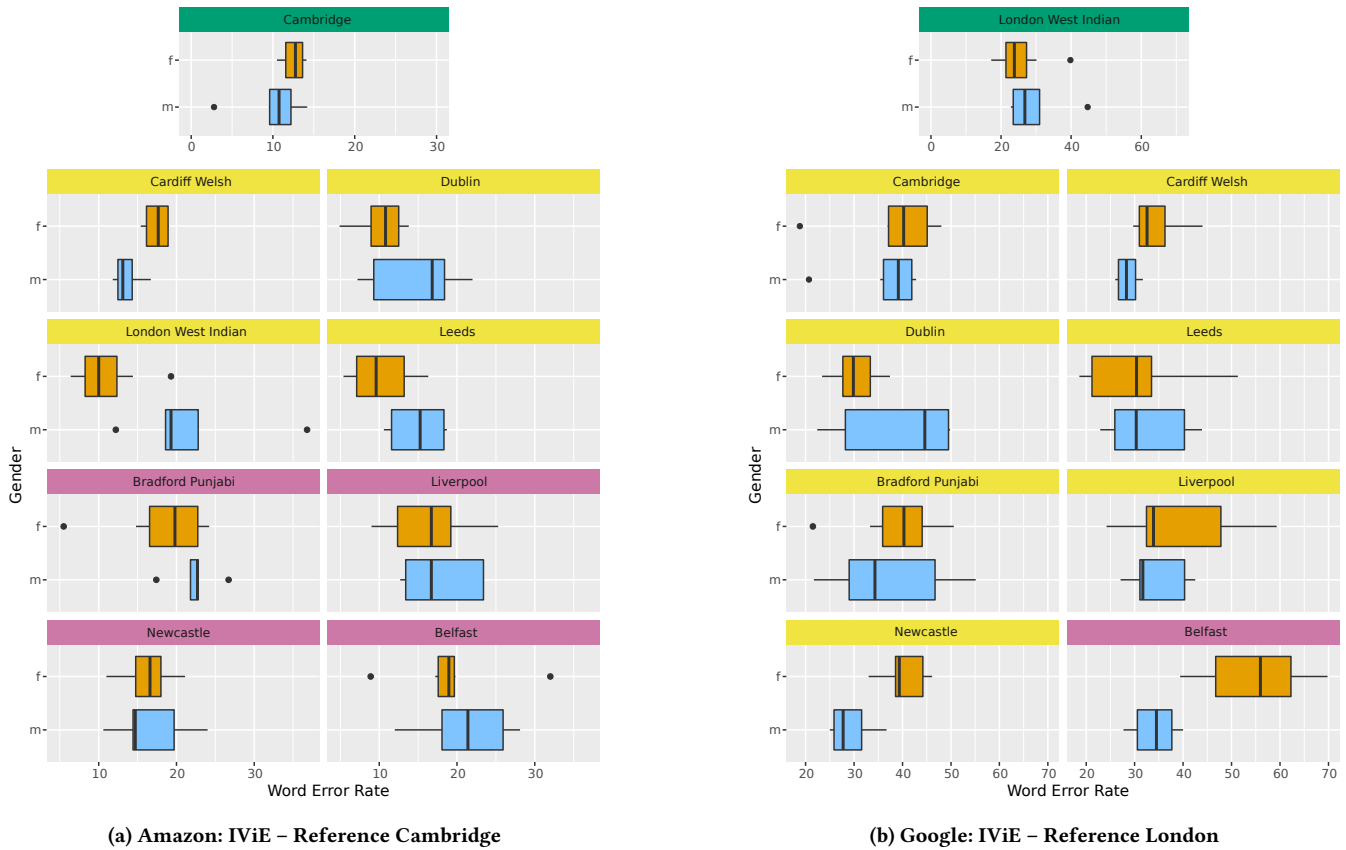 Cambridge
f
m
0 10 20 30
Cardiff Welsh Dublin
f
m
London West Indian Leeds
f
m
Bradford Punjabi Liverpool
f
m
Newcastle Belfast
f
m
10 20 30 10 20 30
Gender
Word Error Rate
(a) Amazon: IViE – Reference Cambridge
London West Indian
f
m
0 20 40 60
Cambridge Cardiff Welsh
f
m
Dublin Leeds
f
m
Bradford Punjabi Liverpool
f
m
Newcastle Belfast
f
m
20 30 40 50 60 70 20 30 40 50 60 70
Gender
Word Error Rate
(b) Google: IViE – Reference London